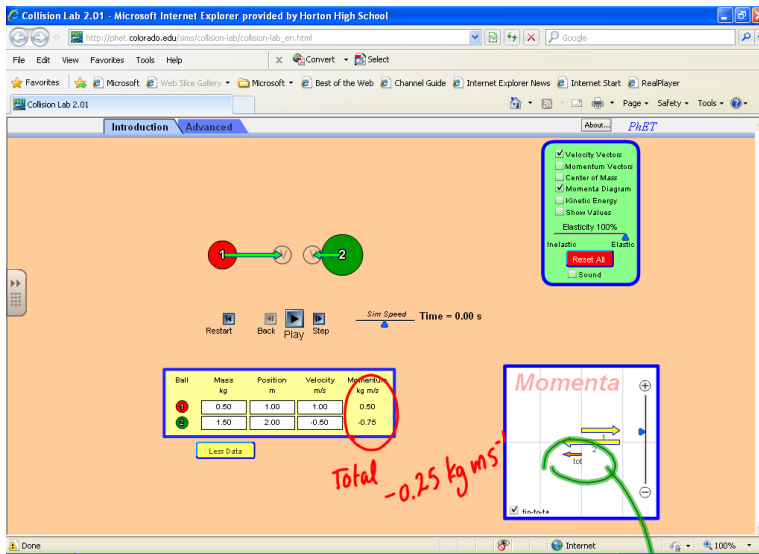 Collision Lab 2.01 - Microsoft Internet Explorer provided by Horton High School
http://phet.colorado.edu/sims/collision-lab/collision-lab_en.html
Google
File Edit View Favorites Tools Help x Convert Select
Favorites Microsoft Web Slice Gallery Microsoft Best of the Web Channel Guide Internet Explorer News Internet Start RealPlayer
Collision Lab 2.01 Page Safety Tools
Introduction Advanced About... PhET
Velocity Vectors
Momentum Vectors
Center of Mass
Momenta Diagram
Kinetic Energy
Show Values
Elasticity 100%
Inelastic Elastic
Reset All
Sound
1 V V 2
Restart Back Play Step Sim Speed Time = 0.00 s
Ball Mass Position Velocity Momentum
kg m m/s kg m/s
1 0.50 1.00 1.00 0.50
2 1.50 2.00 -0.50 -0.75
Less Data
Total -0.25 kg ms⁻
Momenta
1
2
tot
tip-to-ta
Done Internet 100%